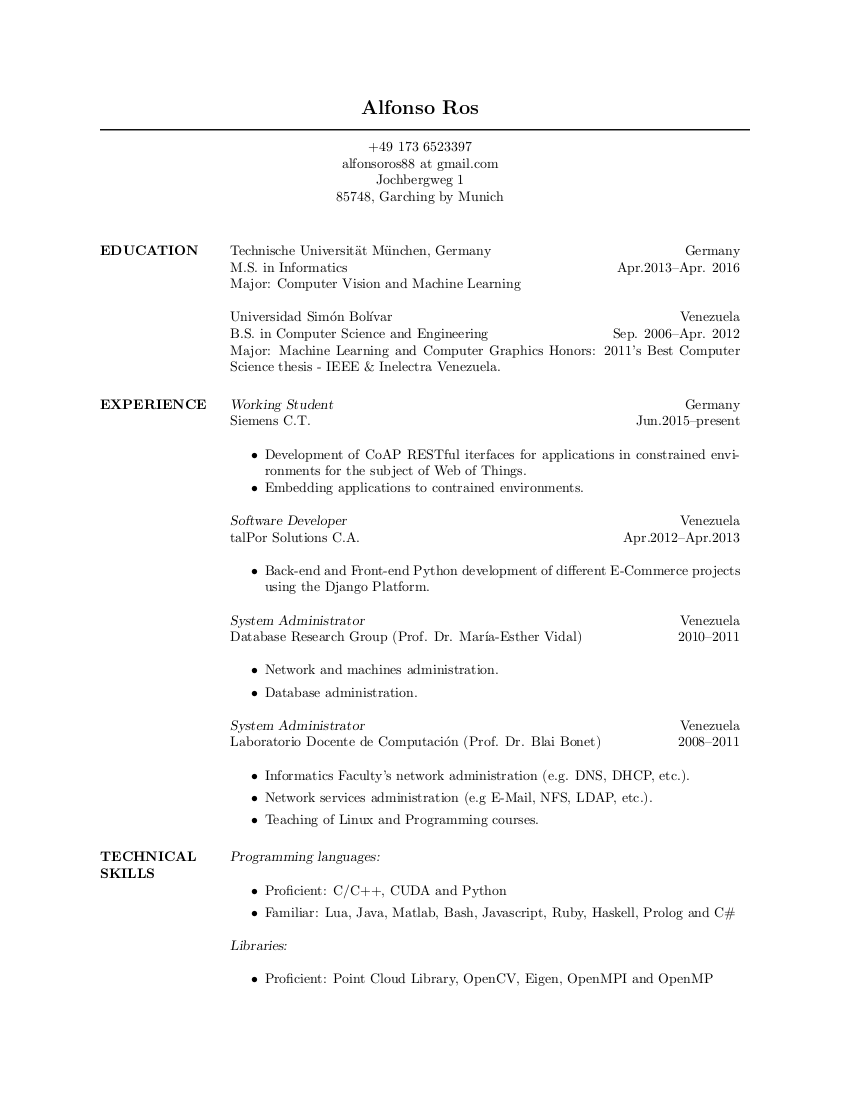 Alfonso Ros
+49 173 6523397
alfonsoros88 at gmail.com
Jochbergweg 1
85748, Garching by Munich
EDUCATION
Technische Universität München, Germany Germany
M.S. in Informatics Apr.2013–Apr. 2016
Major: Computer Vision and Machine Learning
Universidad Simón Bolívar Venezuela
B.S. in Computer Science and Engineering Sep. 2006–Apr. 2012
Major: Machine Learning and Computer Graphics Honors: 2011's Best Computer
Science thesis - IEEE & Inelectra Venezuela.
EXPERIENCE
Working Student Germany
Siemens C.T. Jun.2015–present
• Development of CoAP RESTful iterfaces for applications in constrained envi-
ronments for the subject of Web of Things.
• Embedding applications to contrained environments.
Software Developer Venezuela
talPor Solutions C.A. Apr.2012–Apr.2013
• Back-end and Front-end Python development of different E-Commerce projects
using the Django Platform.
System Administrator Venezuela
Database Research Group (Prof. Dr. María-Esther Vidal) 2010–2011
• Network and machines administration.
• Database administration.
System Administrator Venezuela
Laboratorio Docente de Computación (Prof. Dr. Blai Bonet) 2008–2011
• Informatics Faculty's network administration (e.g. DNS, DHCP, etc.).
• Network services administration (e.g E-Mail, NFS, LDAP, etc.).
• Teaching of Linux and Programming courses.
TECHNICAL
SKILLS
Programming languages:
• Proficient: C/C++, CUDA and Python
• Familiar: Lua, Java, Matlab, Bash, Javascript, Ruby, Haskell, Prolog and C#
Libraries:
• Proficient: Point Cloud Library, OpenCV, Eigen, OpenMPI and OpenMP